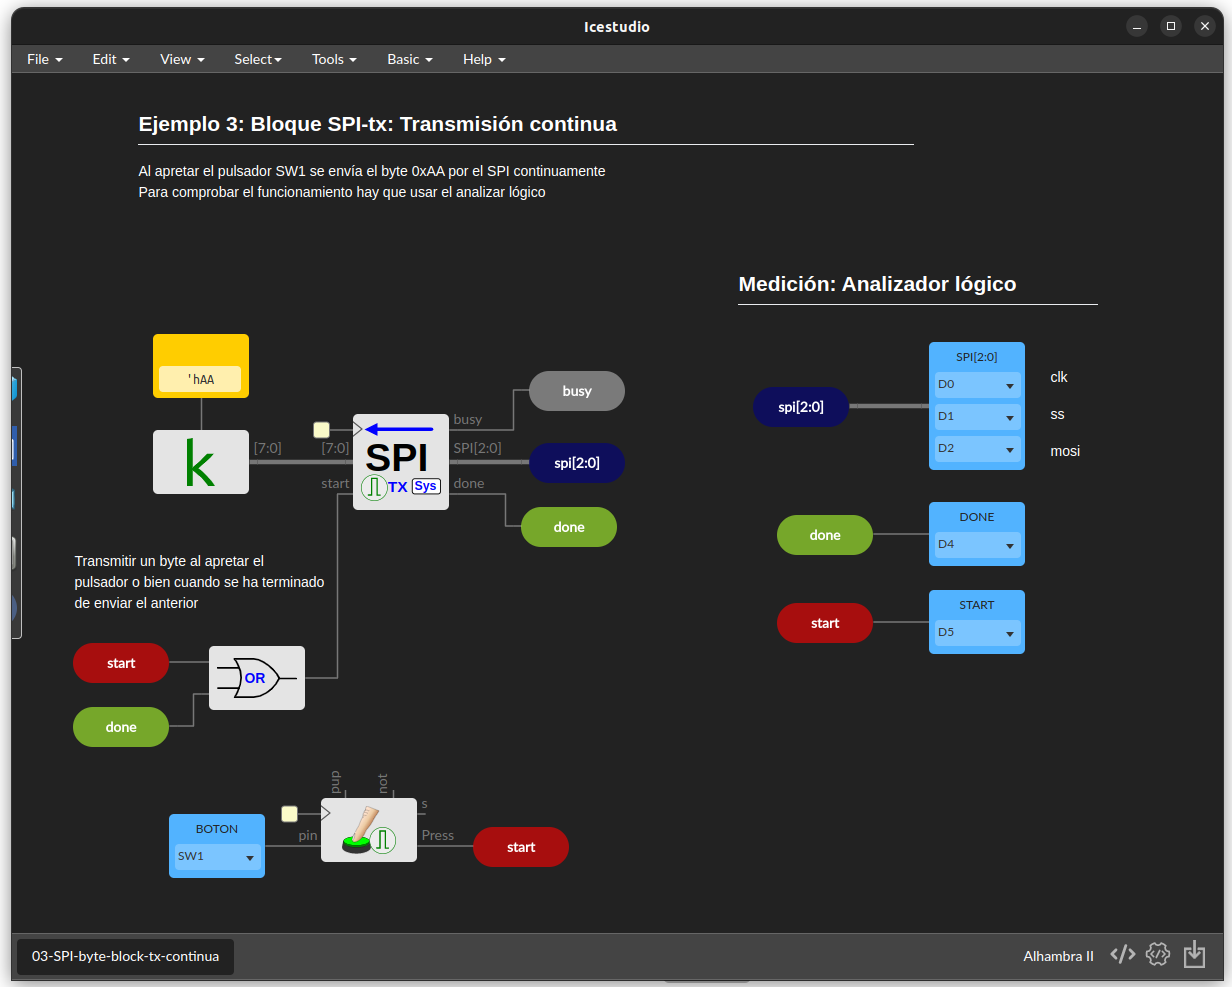 Icestudio
File Edit View Select Tools Basic Help
Ejemplo 3: Bloque SPI-tx: Transmisión continua
Al apretar el pulsador SW1 se envía el byte 0xAA por el SPI continuamente
Para comprobar el funcionamiento hay que usar el analizar lógico
Medición: Analizador lógico
'hAA
k
[7:0]
[7:0]
start
SPI
TX Sys
busy
SPI[2:0]
done
busy
spi[2:0]
done
spi[2:0]
SPI[2:0]
D0
D1
D2
clk
ss
mosi
done
DONE
D4
start
START
D5
Transmitir un byte al apretar el
pulsador o bien cuando se ha terminado
de enviar el anterior
start
done
OR
BOTON
SW1
pin
pup
not
s
Press
start
03-SPI-byte-block-tx-continua
Alhambra II